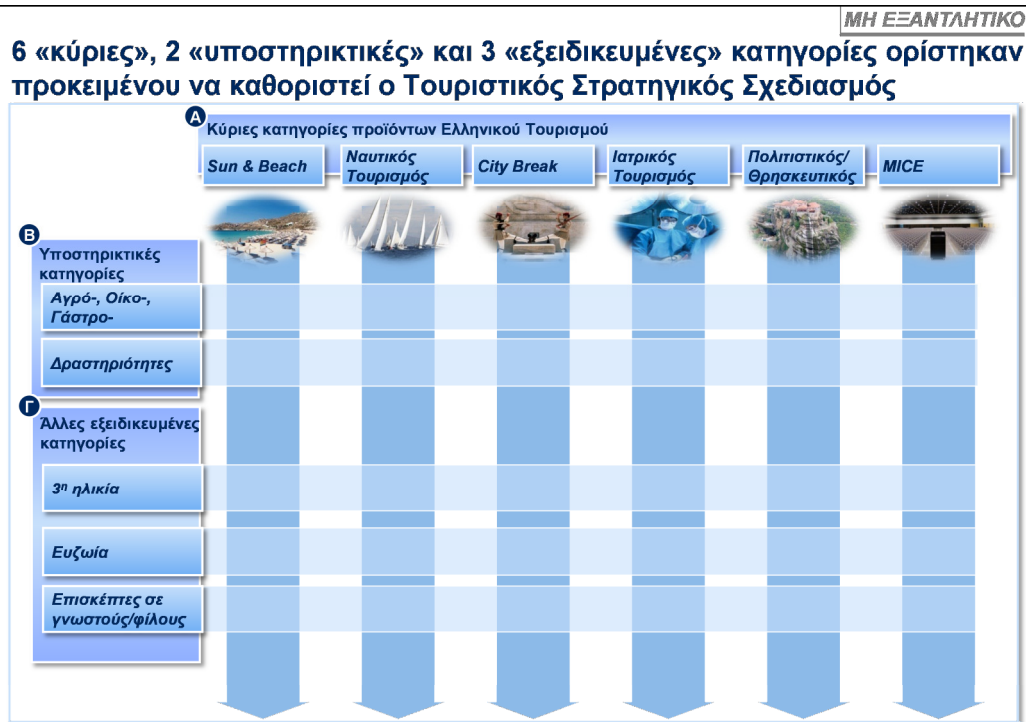 ΜΗ ΕΞΑΝΤΛΗΤΙΚΟ
6 «κύριες», 2 «υποστηρικτικές» και 3 «εξειδικευμένες» κατηγορίες ορίστηκαν
προκειμένου να καθοριστεί ο Τουριστικός Στρατηγικός Σχεδιασμός
Α
Κύριες κατηγορίες προϊόντων Ελληνικού Τουρισμού
Sun & Beach
Ναυτικός
Τουρισμός
City Break
Ιατρικός
Τουρισμός
Πολιτιστικός/
Θρησκευτικός
MICE
Β
Υποστηρικτικές
κατηγορίες
Αγρό-, Οίκο-,
Γάστρο-
Δραστηριότητες
Γ
Άλλες εξειδικευμένες
κατηγορίες
3η ηλικία
Ευζωία
Επισκέπτες σε
γνωστούς/φίλους